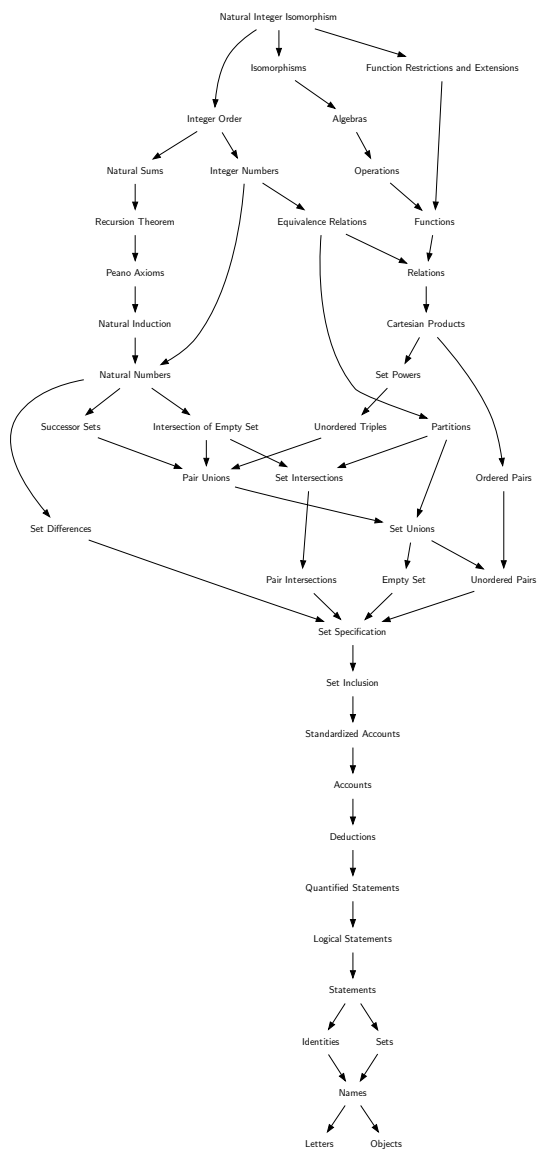 Natural Integer Isomorphism
Isomorphisms
Function Restrictions and Extensions
Integer Order
Algebras
Natural Sums
Integer Numbers
Operations
Recursion Theorem
Equivalence Relations
Functions
Peano Axioms
Relations
Natural Induction
Cartesian Products
Natural Numbers
Set Powers
Successor Sets
Intersection of Empty Set
Unordered Triples
Partitions
Pair Unions
Set Intersections
Ordered Pairs
Set Differences
Set Unions
Pair Intersections
Empty Set
Unordered Pairs
Set Specification
Set Inclusion
Standardized Accounts
Accounts
Deductions
Quantified Statements
Logical Statements
Statements
Identities
Sets
Names
Letters
Objects